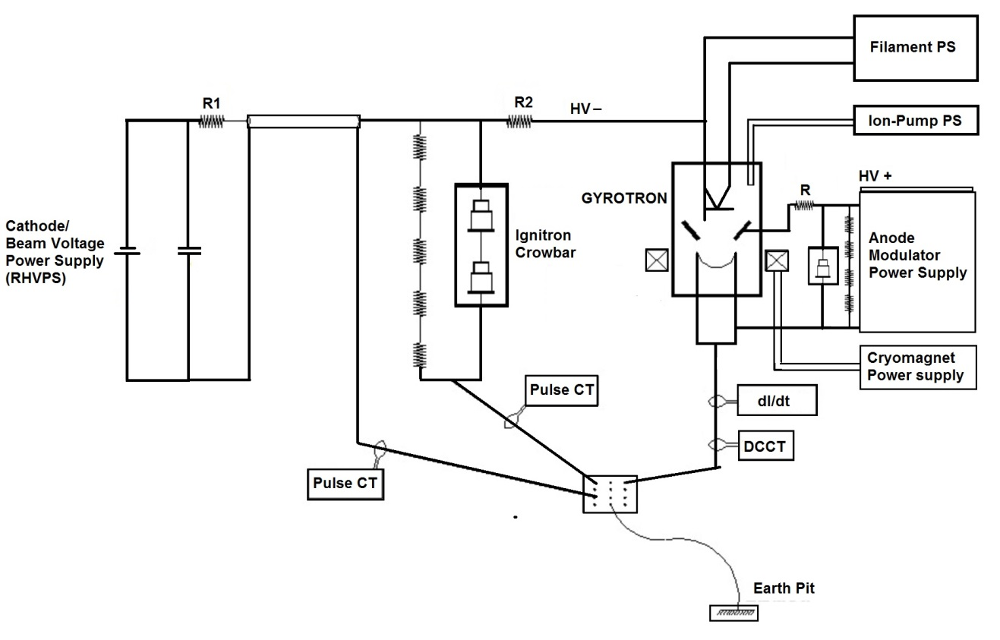 Filament PS
R1
R2
HV –
Ion-Pump PS
HV +
GYROTRON
R
Cathode/
Beam Voltage
Power Supply
(RHVPS)
Ignitron
Crowbar
Anode
Modulator
Power Supply
Cryomagnet
Power supply
Pulse CT
dI/dt
DCCT
Pulse CT
Earth Pit